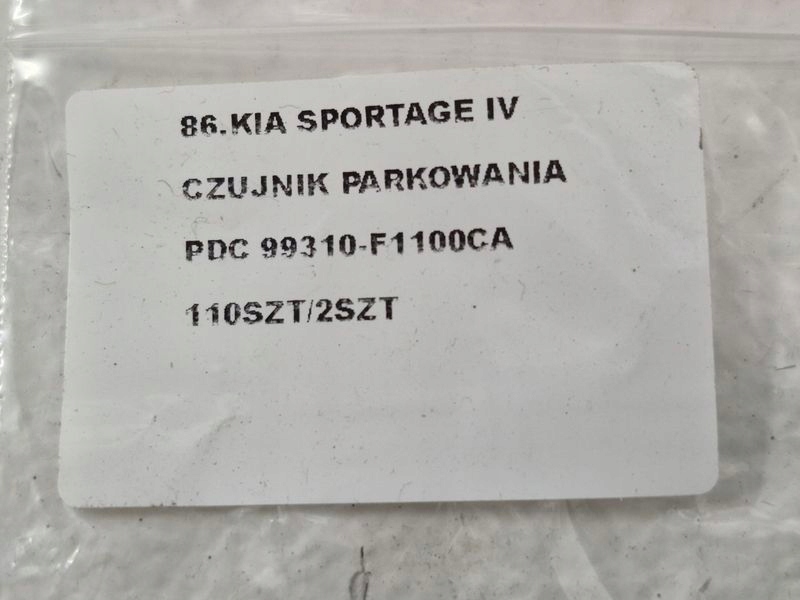 86.KIA SPORTAGE IV
CZUJNIK PARKOWANIA
PDC 99310-F1100CA
110SZT/2SZT